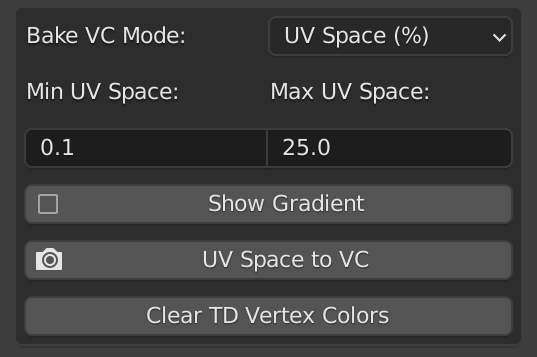 Bake VC Mode: UV Space (%)
Min UV Space: Max UV Space:
0.1 25.0
Show Gradient
UV Space to VC
Clear TD Vertex Colors